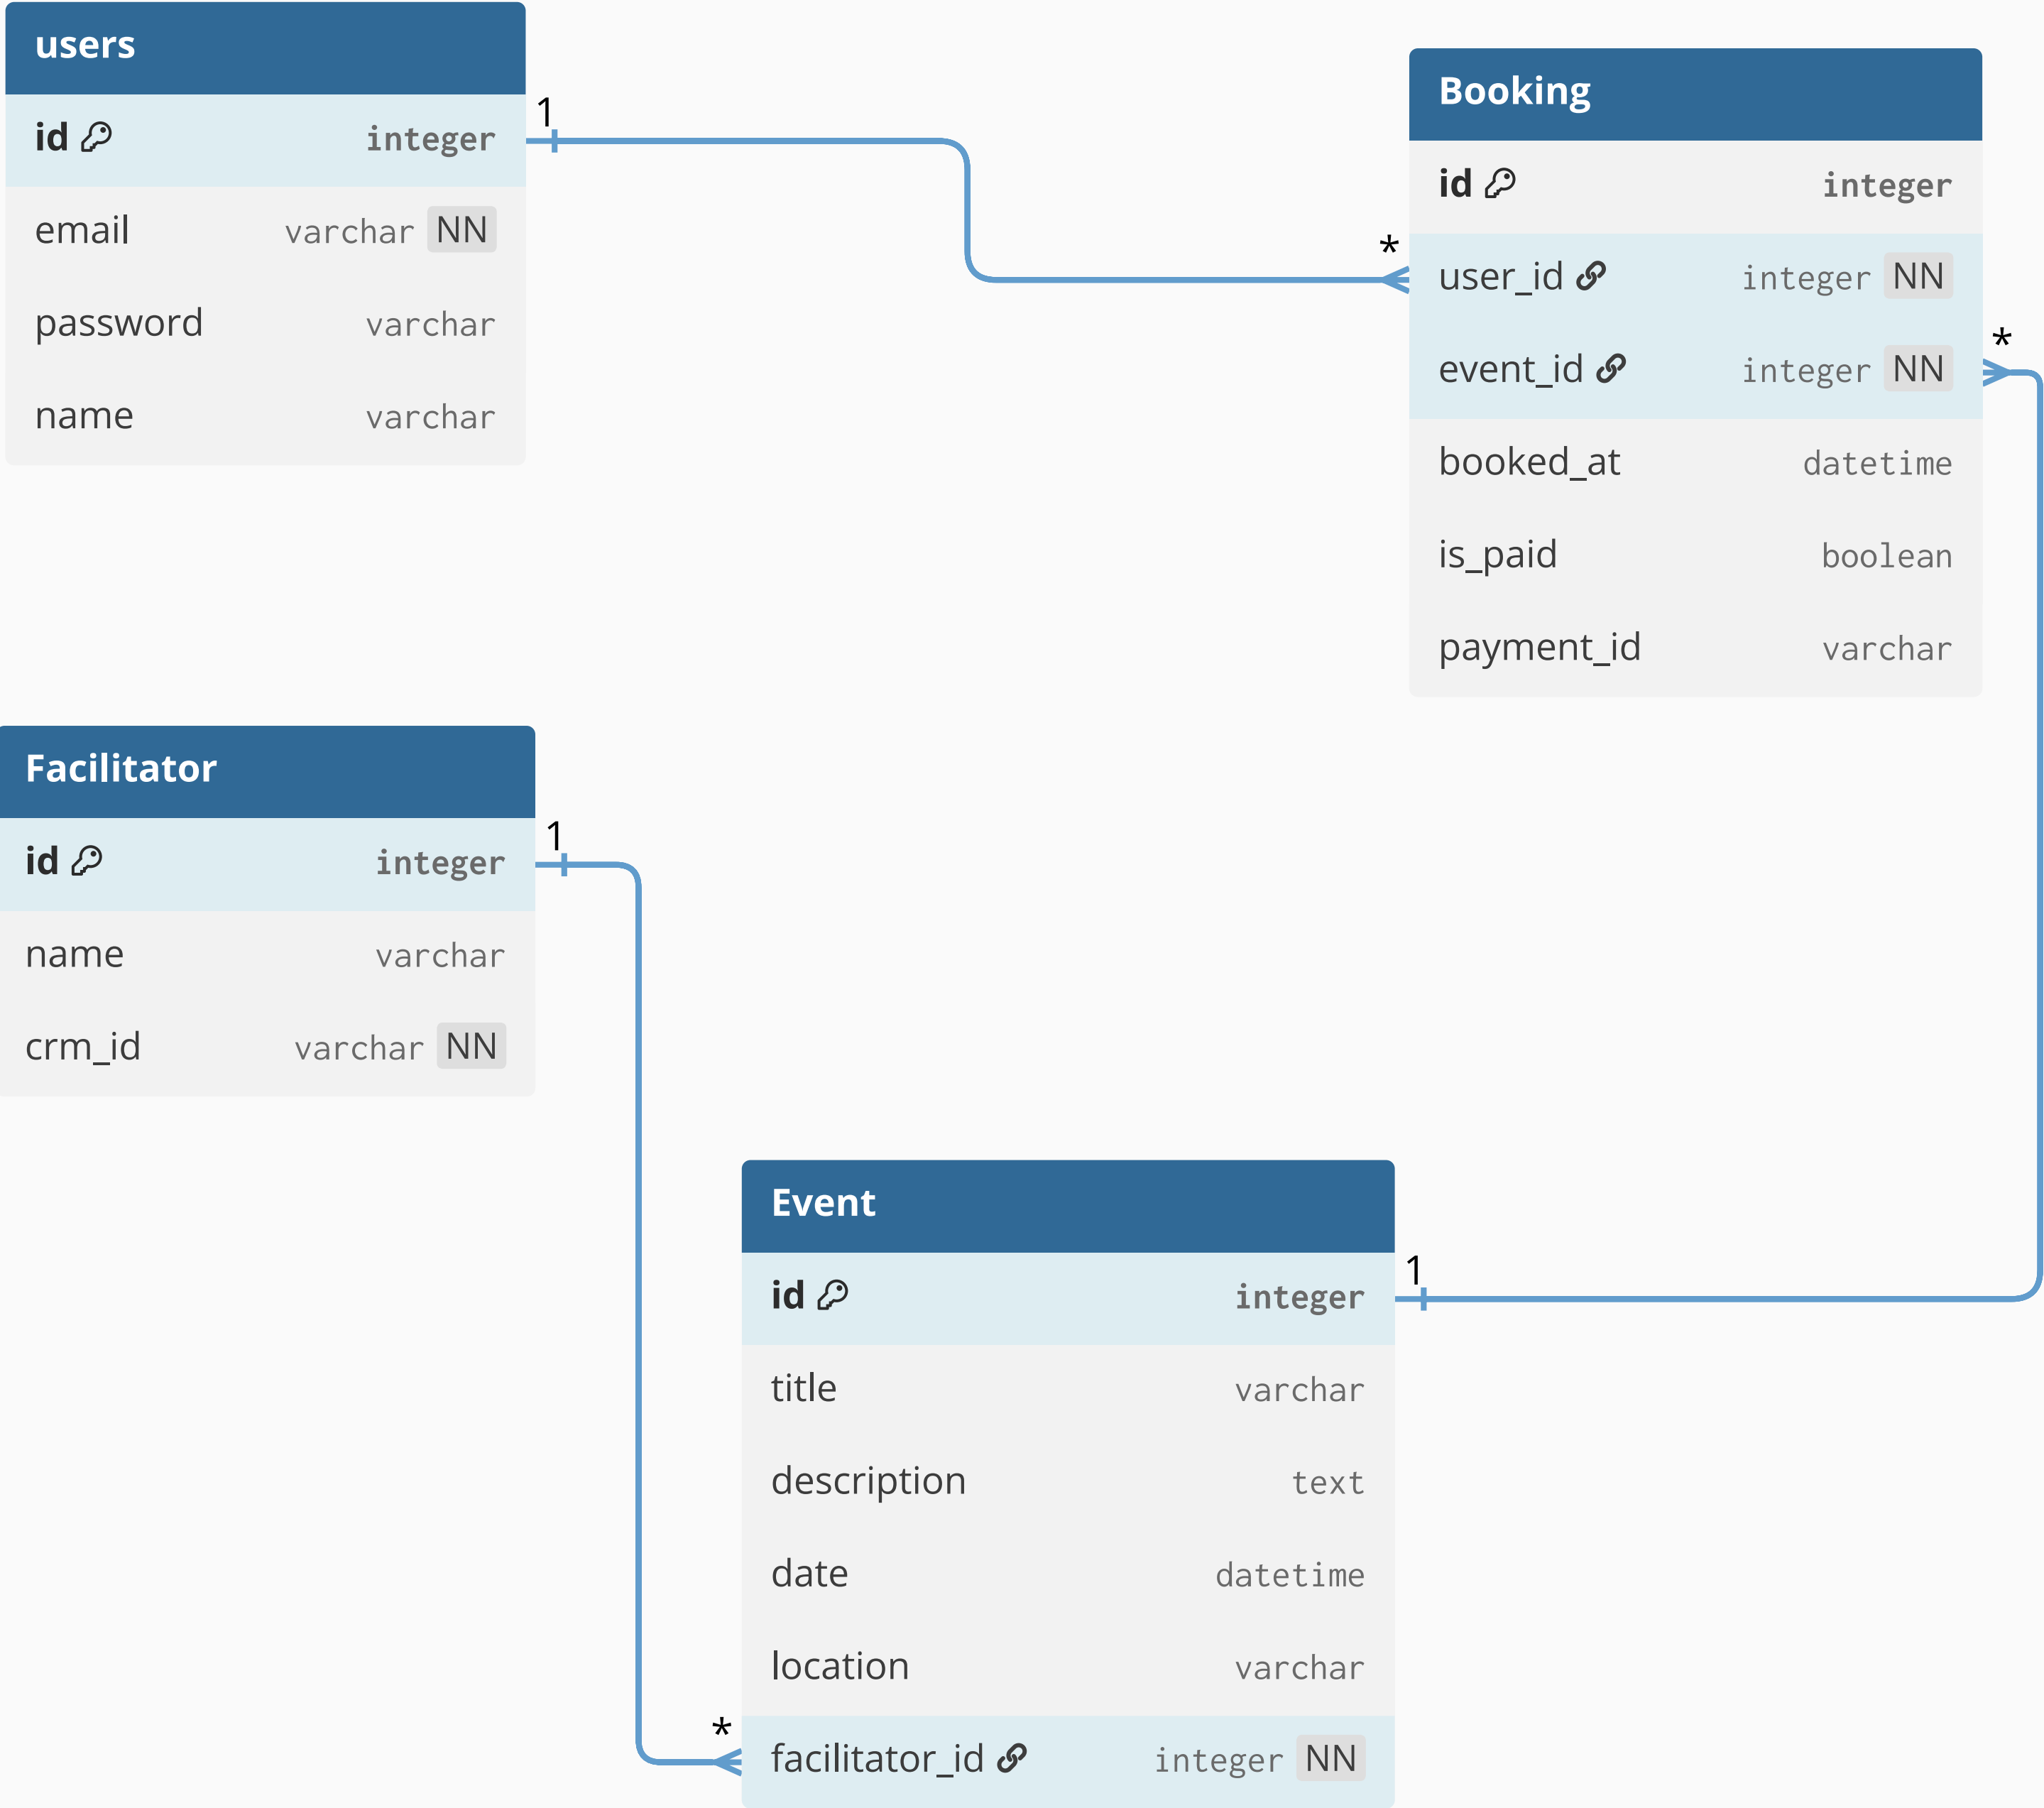 users
id integer
email varchar NN
password varchar
name varchar
1
*
Booking
id integer
user_id integer NN
event_id integer NN
booked_at datetime
is_paid boolean
payment_id varchar
*
Facilitator
id integer
name varchar
crm_id varchar NN
1
*
Event
id integer
title varchar
description text
date datetime
location varchar
facilitator_id integer NN
1